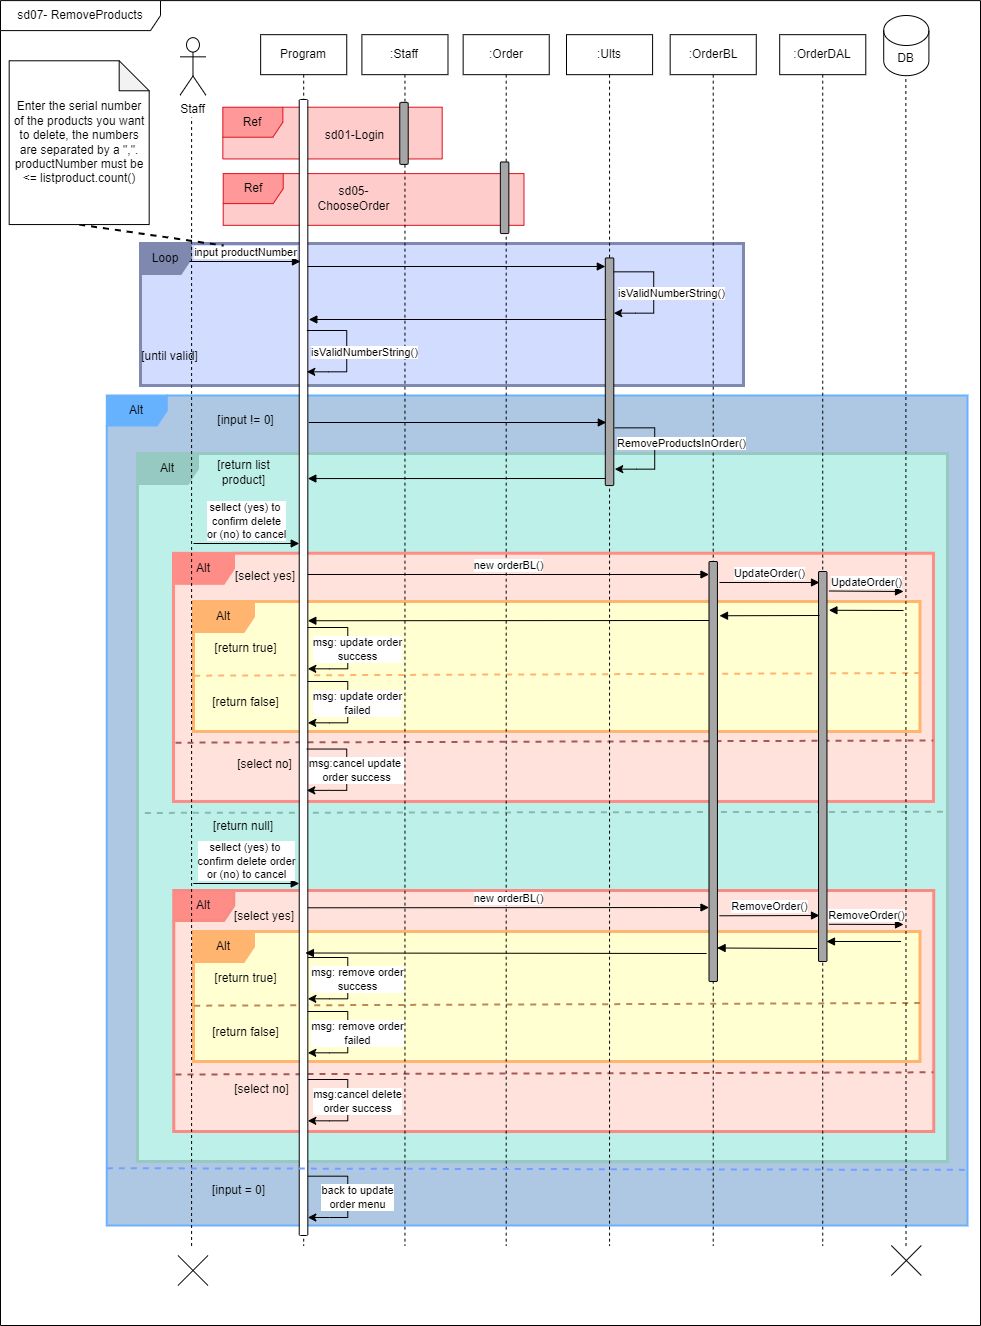 sd07- RemoveProducts
Staff
Program
:Staff
:Order
:Ults
:OrderBL
:OrderDAL
DB
Enter the serial number
of the products you want
to delete, the numbers
are separated by a ",".
productNumber must be
<= listproduct.count()
Ref
sd01-Login
Ref
sd05-
ChooseOrder
Loop
input productNumber
isValidNumberString()
[until valid]
isValidNumberString()
Alt
[input != 0]
RemoveProductsInOrder()
Alt
[return list
product]
sellect (yes) to
confirm delete
or (no) to cancel
Alt
[select yes]
new orderBL()
UpdateOrder()
UpdateOrder()
Alt
[return true]
msg: update order
success
[return false]
msg: update order
failed
[select no]
msg:cancel update
order success
[return null]
sellect (yes) to
confirm delete order
or (no) to cancel
Alt
[select yes]
new orderBL()
RemoveOrder()
RemoveOrder()
Alt
[return true]
msg: remove order
success
[return false]
msg: remove order
failed
[select no]
msg:cancel delete
order success
[input = 0]
back to update
order menu